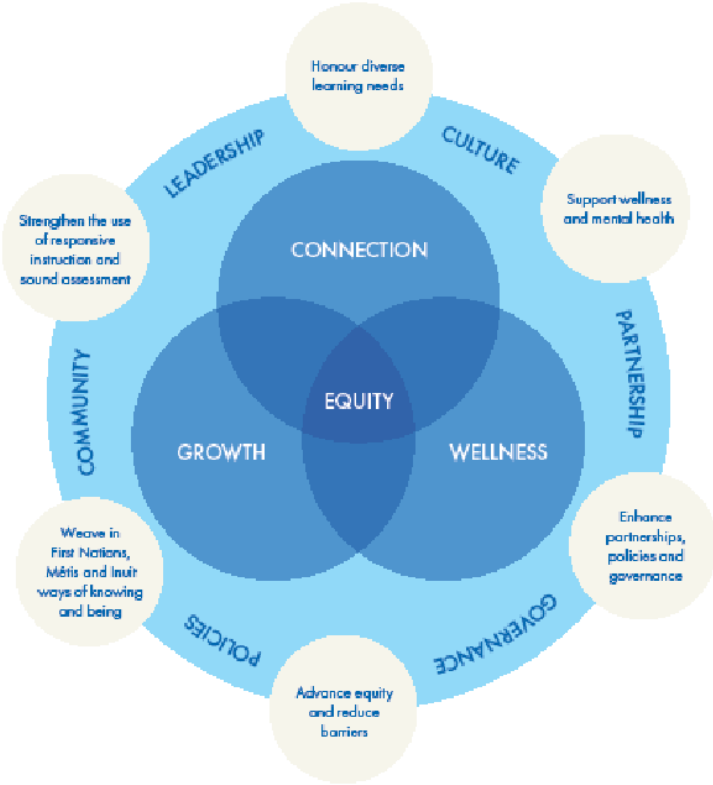 Honour diverse
learning needs
LEADERSHIP
CULTURE
Strengthen the use
of responsive
instruction and
sound assessment
Support wellness
and mental health
CONNECTION
PARTNERSHIP
COMMUNITY
EQUITY
GROWTH
WELLNESS
Weave in
First Nations,
Métis and Inuit
ways of knowing
and being
Enhance
partnerships,
policies and
governance
POLICIES
GOVERNANCE
Advance equity
and reduce
barriers